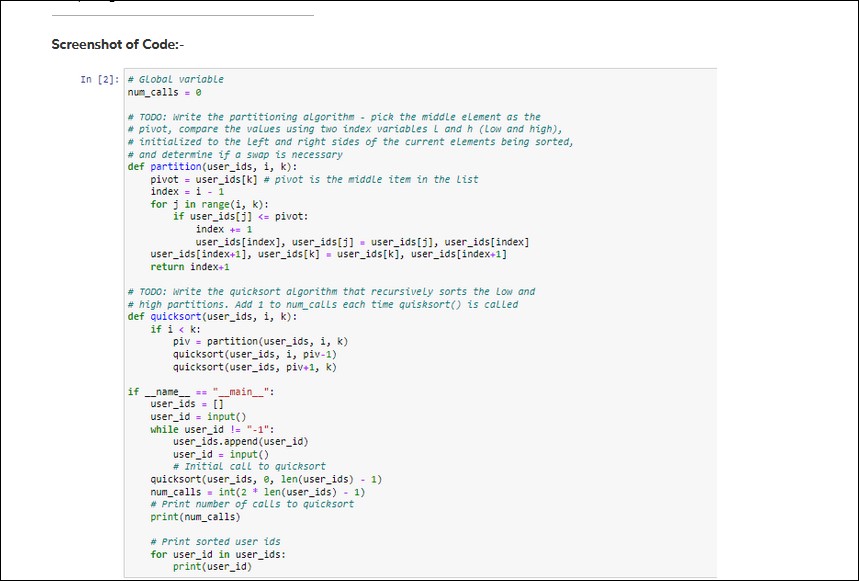 Screenshot of Code:-
In [2]: # Global variable
num_calls = 0
# TODO: Write the partitioning algorithm - pick the middle element as the
# pivot, compare the values using two index variables l and h (low and high),
# initialized to the left and right sides of the current elements being sorted,
# and determine if a swap is necessary
def partition(user_ids, i, k):
    pivot = user_ids[k] # pivot is the middle item in the list
    index = i - 1
    for j in range(i, k):
        if user_ids[j] <= pivot:
            index += 1
            user_ids[index], user_ids[j] = user_ids[j], user_ids[index]
    user_ids[index+1], user_ids[k] = user_ids[k], user_ids[index+1]
    return index+1
# TODO: Write the quicksort algorithm that recursively sorts the low and
# high partitions. Add 1 to num_calls each time quisksort() is called
def quicksort(user_ids, i, k):
    if i < k:
        piv = partition(user_ids, i, k)
        quicksort(user_ids, i, piv-1)
        quicksort(user_ids, piv+1, k)
if __name__ == "__main__":
    user_ids = []
    user_id = input()
    while user_id != "-1":
        user_ids.append(user_id)
        user_id = input()
        # Initial call to quicksort
    quicksort(user_ids, 0, len(user_ids) - 1)
    num_calls = int(2 * len(user_ids) - 1)
    # Print number of calls to quicksort
    print(num_calls)
    # Print sorted user ids
    for user_id in user_ids:
        print(user_id)